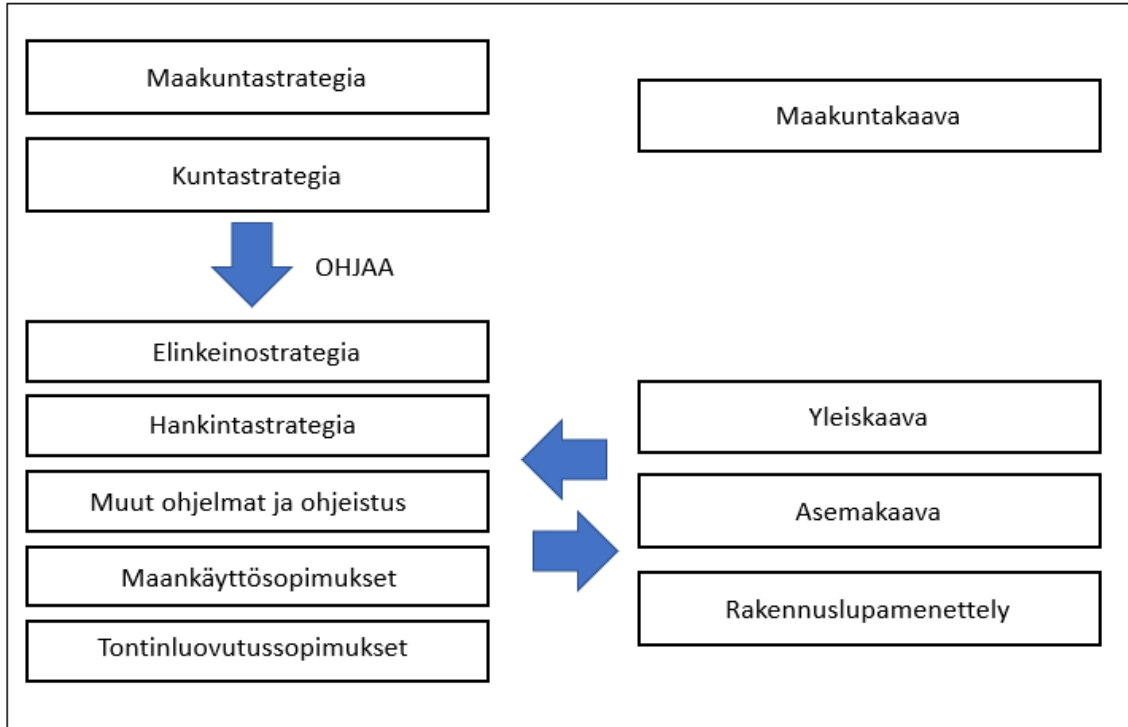 Maakuntastrategia
Kuntastrategia
OHJAA
Elinkeinostrategia
Hankintastrategia
Muut ohjelmat ja ohjeistus
Maankäyttösopimukset
Tontinluovutussopimukset
Maakuntakaava
Yleiskaava
Asemakaava
Rakennuslupamenettely